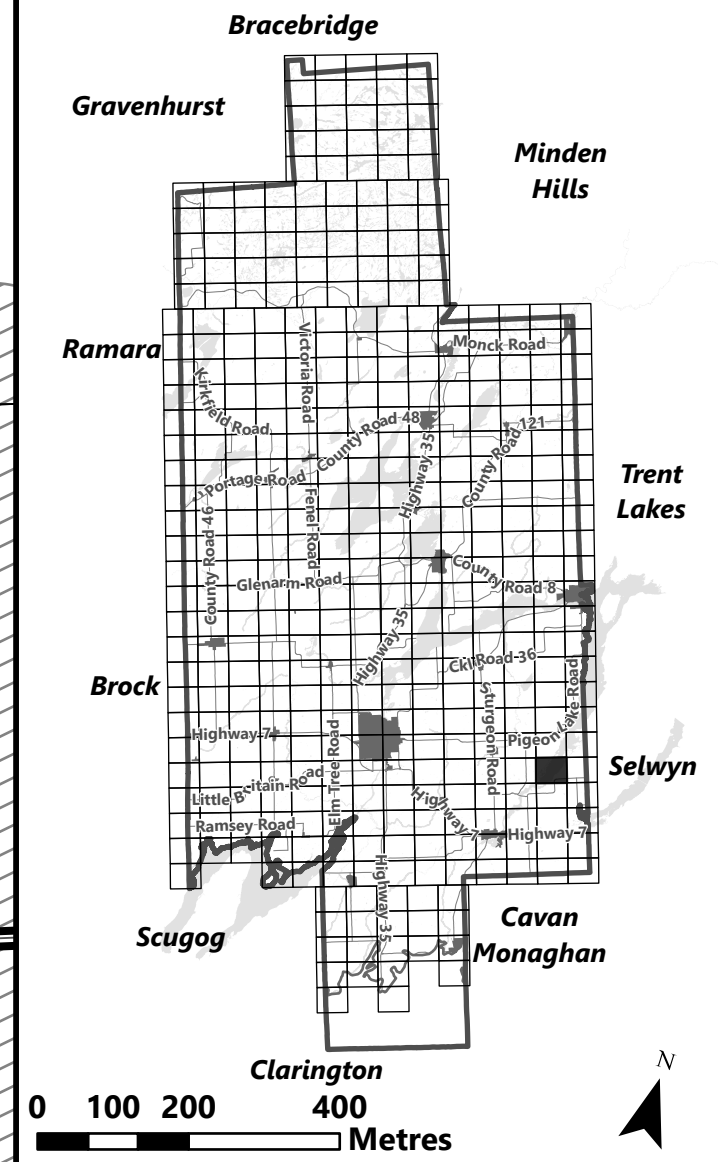 Bracebridge
Gravenhurst
Minden
Hills
Ramara
Monck Road
Victoria Road
Kirkfield Road
County Road 48
County Road 121
Highway 35
Trent
Lakes
Portage Road
Fenel Road
County Road 46
Glenarm Road
County Road 8
Highway 35
Ckl Road 36
Brock
Sturgeon Road
Pigeon Lake Road
Highway 7
Elm Tree Road
Selwyn
Little Britain Road
Highway 7
Ramsey Road
Highway 7
Highway 35
Scugog
Cavan
Monaghan
Clarington
N
0 100 200 400
Metres